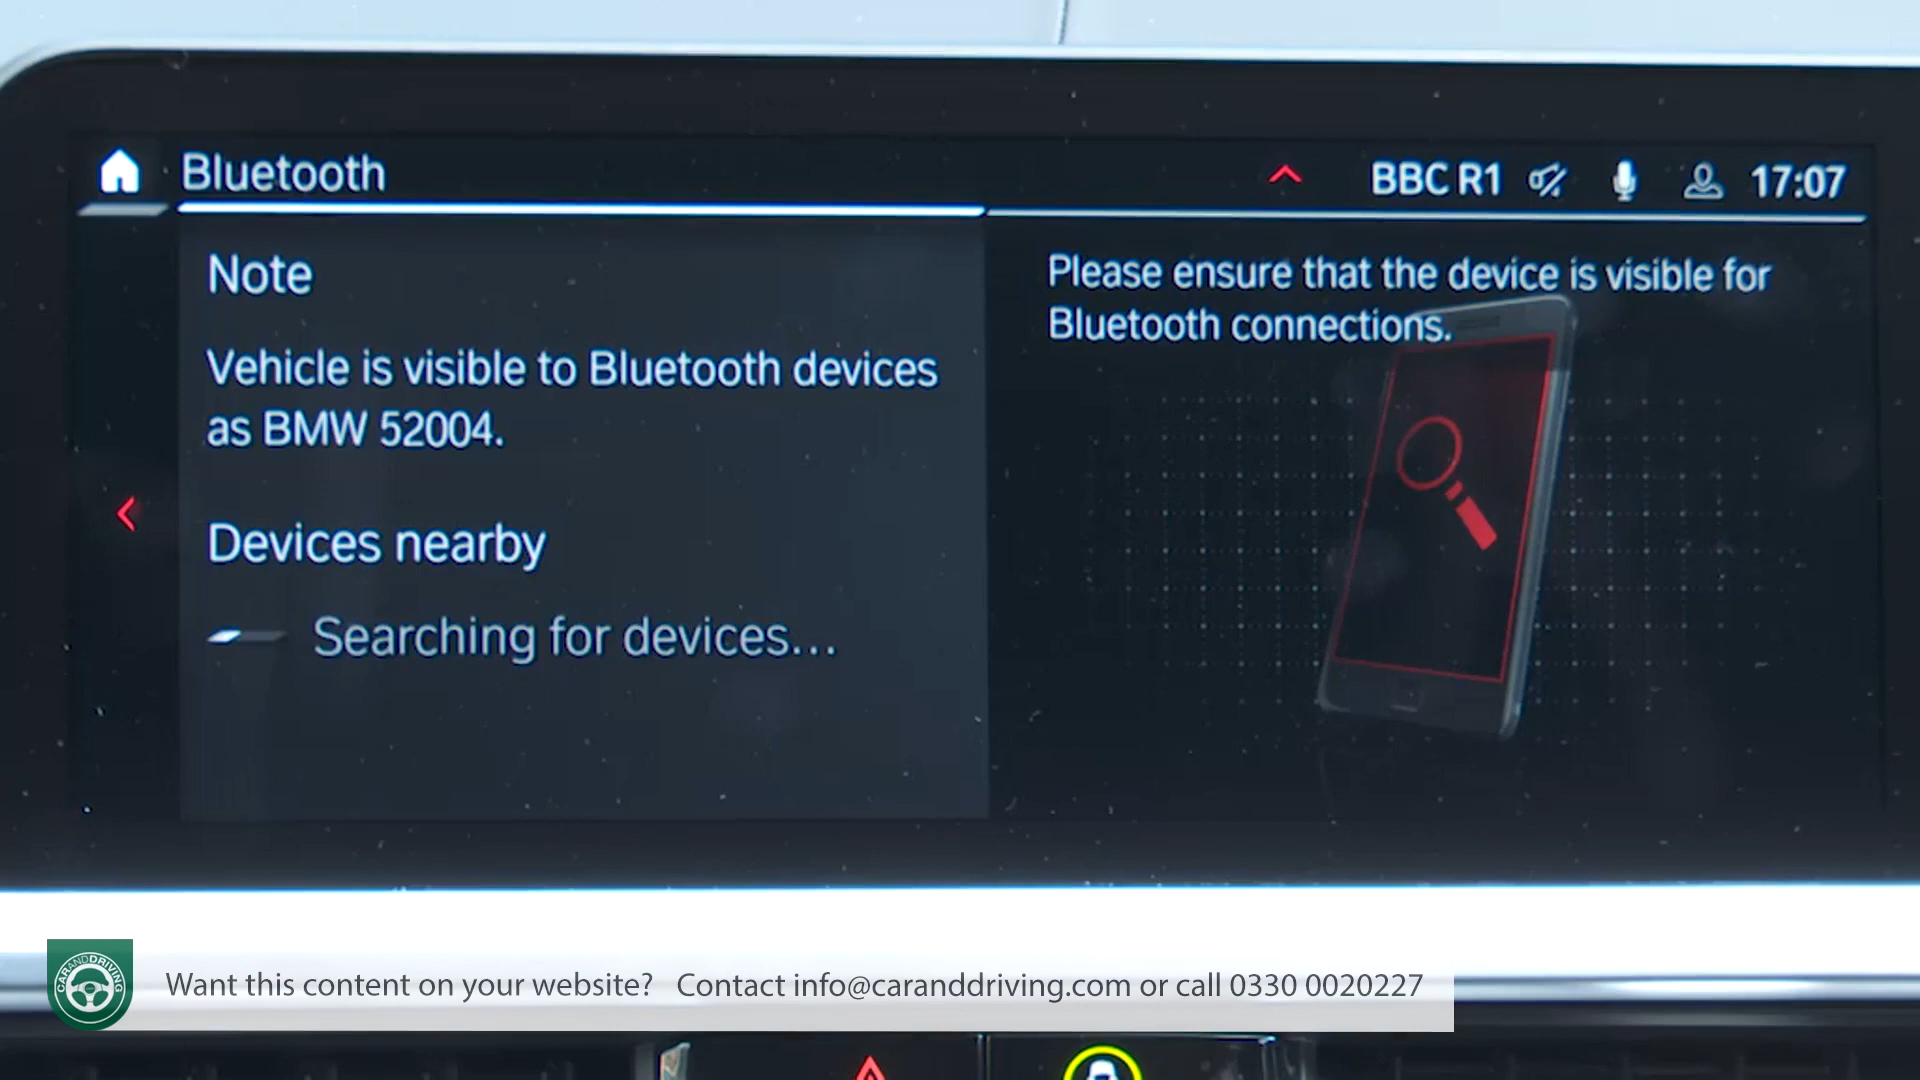 Bluetooth
BBC R1
17:07
Note
Vehicle is visible to Bluetooth devices
as BMW 52004.
Devices nearby
Searching for devices...
Please ensure that the device is visible for
Bluetooth connections.
CARANDDRIVING
Want this content on your website? Contact info@caranddriving.com or call 0330 0020227